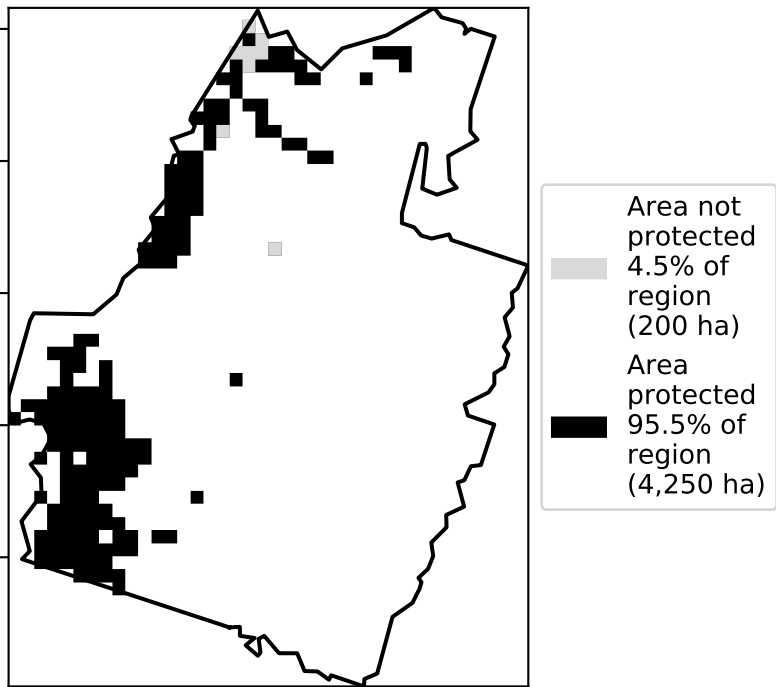 Area not
protected
4.5% of
region
(200 ha)
Area
protected
95.5% of
region
(4,250 ha)